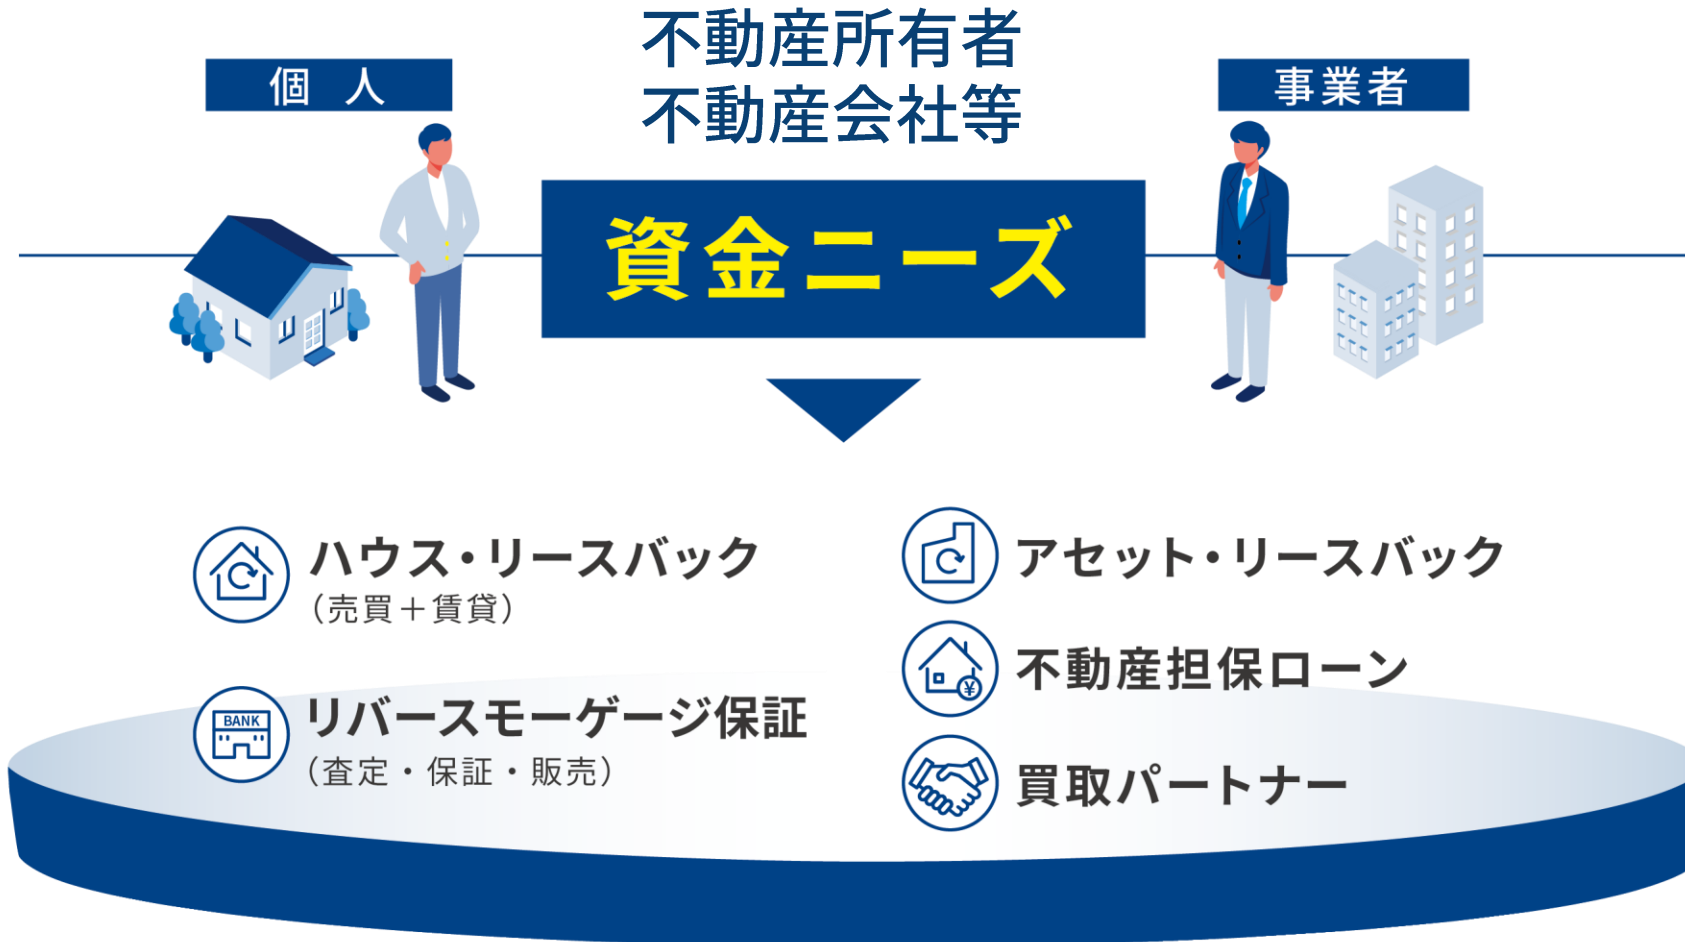 不動産所有者
不動産会社等
個 人
事業者
資金ニーズ
ハウス・リースバック
（売買＋賃貸）
BANK
リバースモーゲージ保証
（査定・保証・販売）
アセット・リースバック
¥
不動産担保ローン
買取パートナー